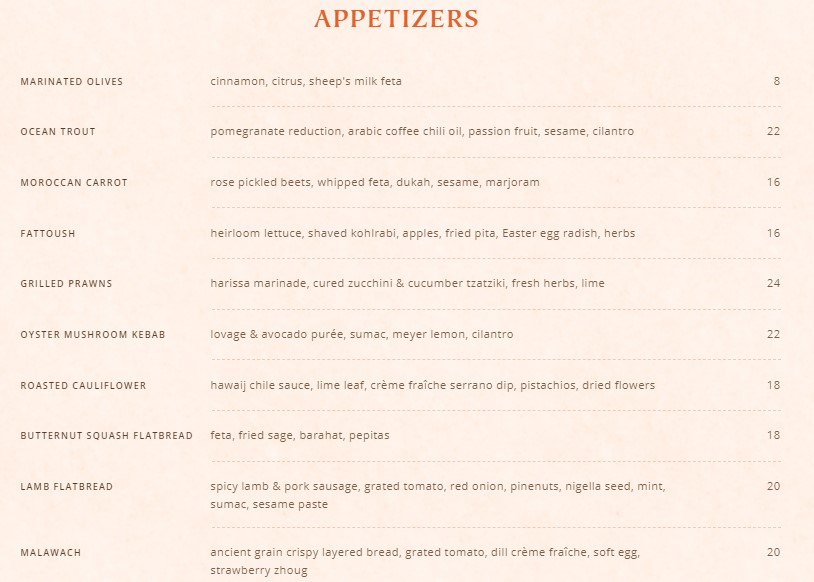 APPETIZERS
MARINATED OLIVES cinnamon, citrus, sheep's milk feta 8
OCEAN TROUT pomegranate reduction, arabic coffee chili oil, passion fruit, sesame, cilantro 22
MOROCCAN CARROT rose pickled beets, whipped feta, dukah, sesame, marjoram 16
FATTOUSH heirloom lettuce, shaved kohlrabi, apples, fried pita, Easter egg radish, herbs 16
GRILLED PRAWNS harissa marinade, cured zucchini & cucumber tzatziki, fresh herbs, lime 24
OYSTER MUSHROOM KEBAB lovage & avocado purée, sumac, meyer lemon, cilantro 22
ROASTED CAULIFLOWER hawaij chile sauce, lime leaf, crème fraîche serrano dip, pistachios, dried flowers 18
BUTTERNUT SQUASH FLATBREAD feta, fried sage, barahat, pepitas 18
LAMB FLATBREAD spicy lamb & pork sausage, grated tomato, red onion, pinenuts, nigella seed, mint, 20
sumac, sesame paste
MALAWACH ancient grain crispy layered bread, grated tomato, dill crème fraîche, soft egg, 20
strawberry zhoug